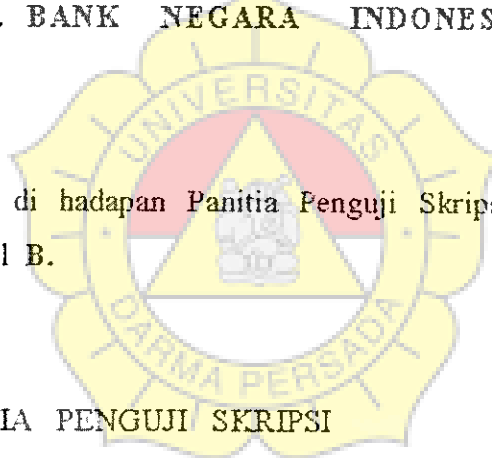 . BANK NEGARA INDONES
di hadapan Panitia Penguji Skrips
l B.
IA PENGUJI SKRIPSI
UNIVERSITAS
DARMA PERSADA